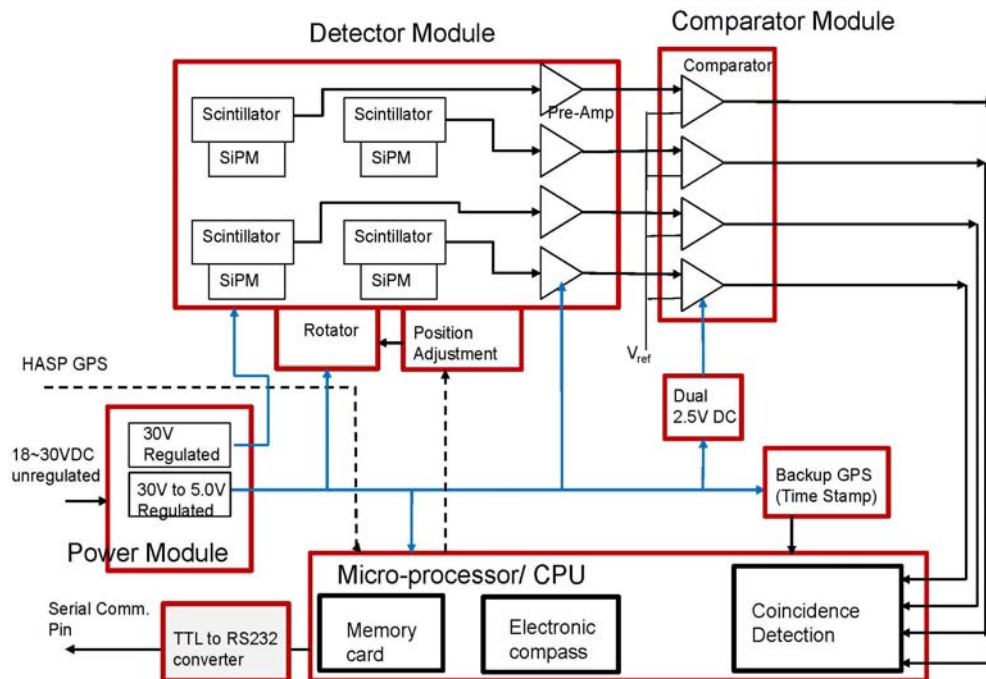 Detector Module
Comparator Module
Comparator
Pre-Amp
Scintillator
SiPM
Scintillator
SiPM
Scintillator
SiPM
Scintillator
SiPM
Rotator
Position
Adjustment
V_ref
HASP GPS
Dual
2.5V DC
18~30VDC
unregulated
30V
Regulated
30V to 5.0V
Regulated
Power Module
Backup GPS
(Time Stamp)
Micro-processor/ CPU
Serial Comm.
Pin
TTL to RS232
converter
Memory
card
Electronic
compass
Coincidence
Detection